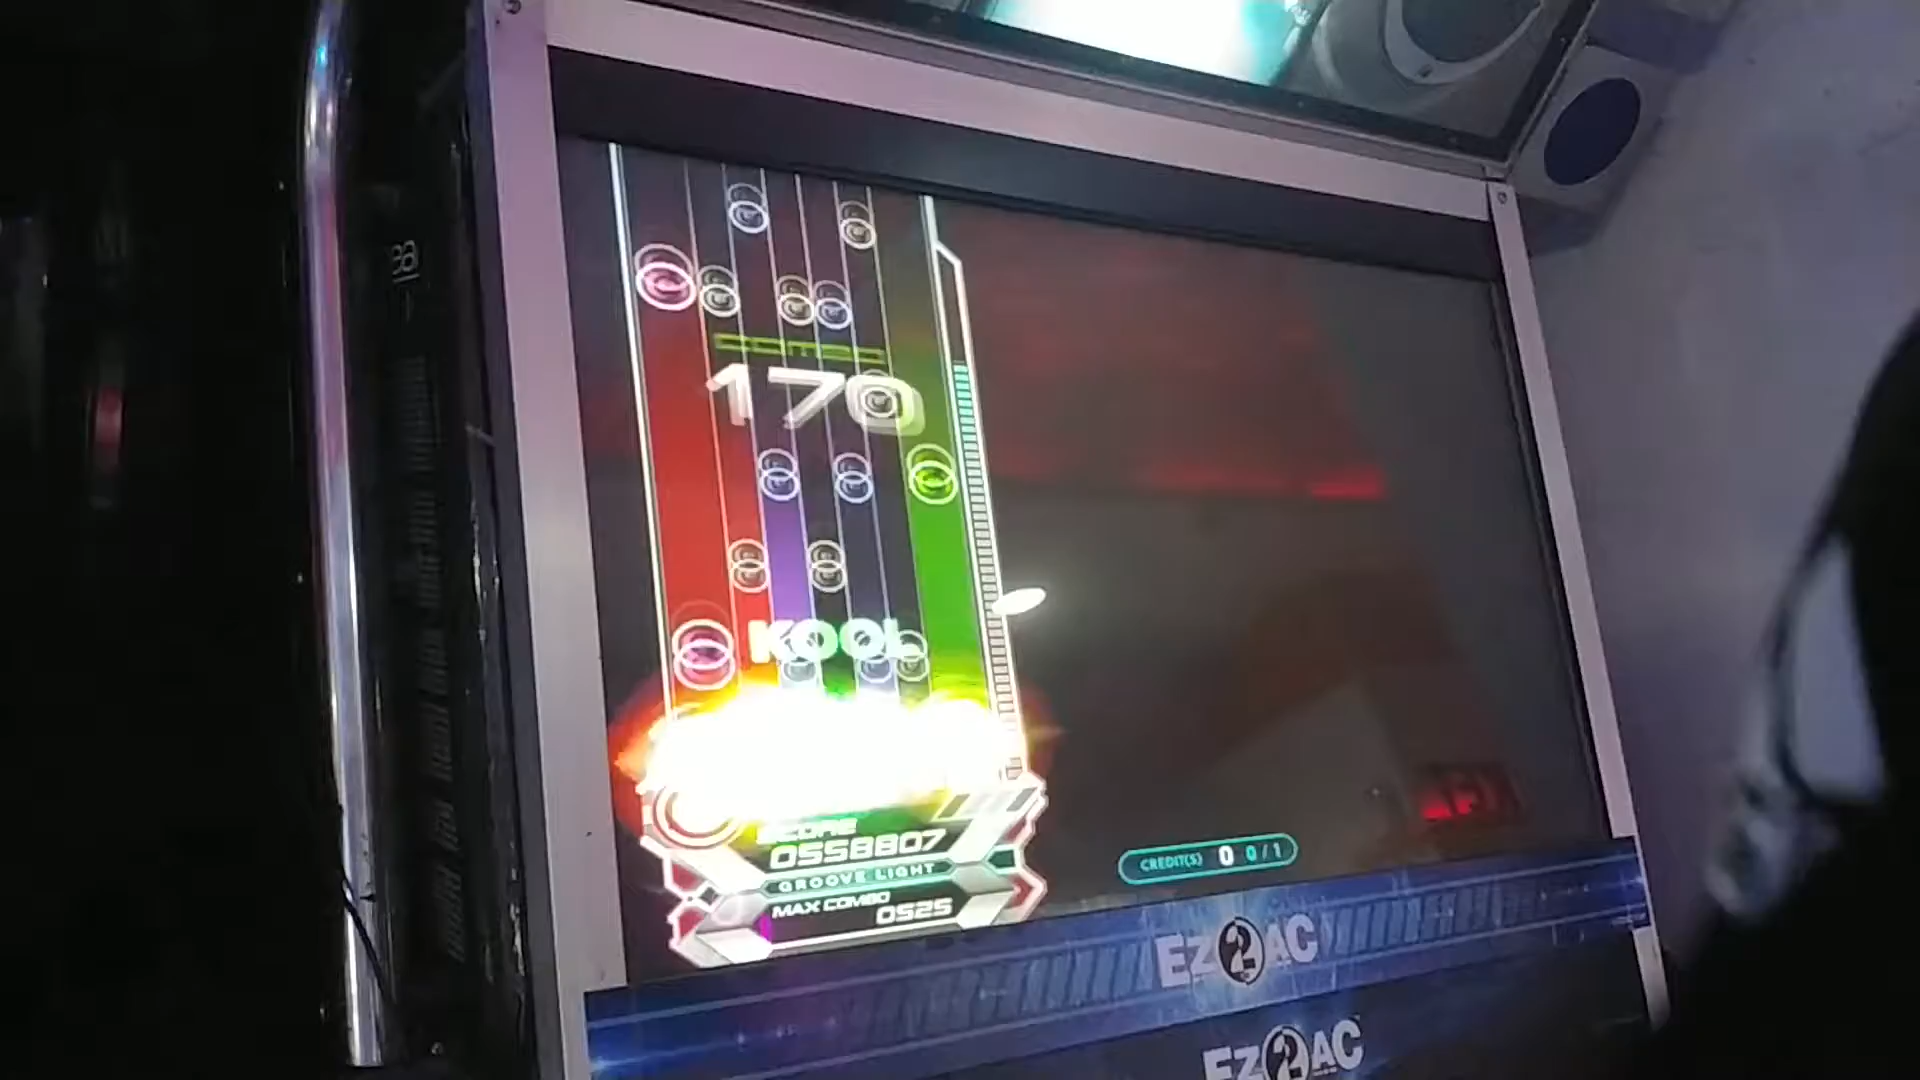 COMBO
170
KOOL
SCORE
0558807
GROOVE LIGHT
MAX COMBO
0525
CREDIT(S) 0 0/1
EZ2AC
EZ2AC